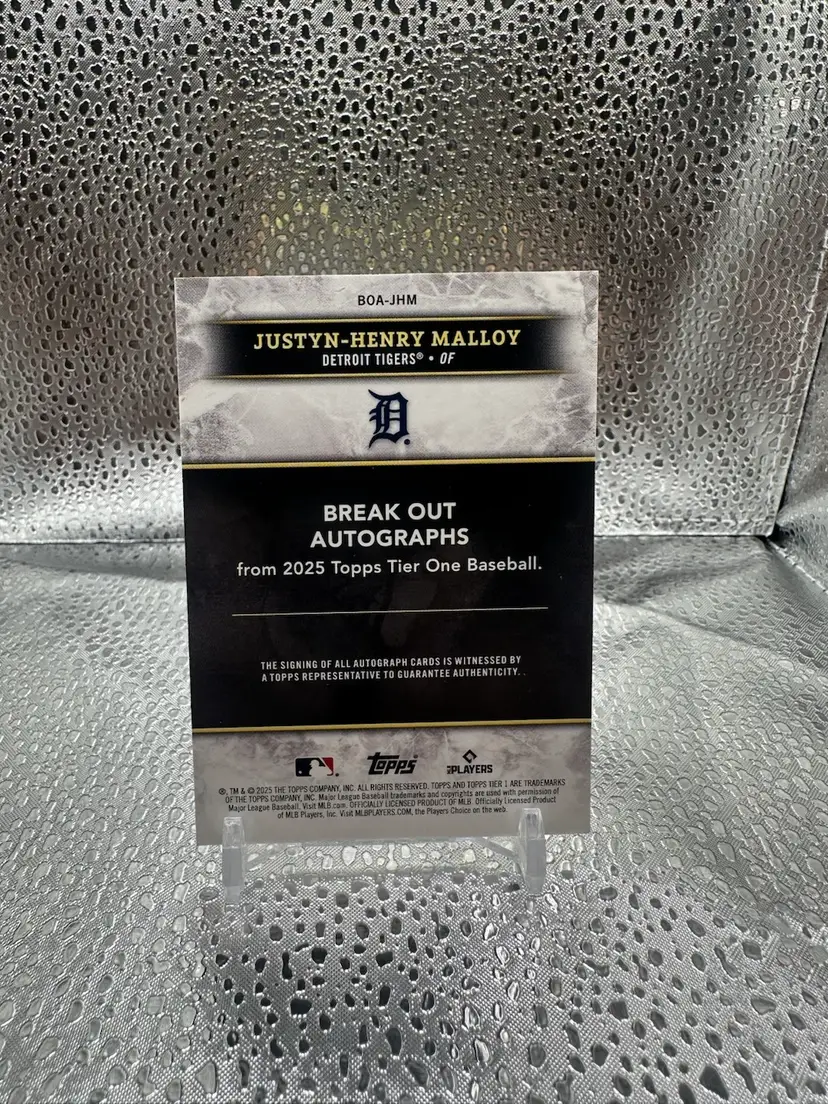 BOA-JHM
JUSTYN-HENRY MALLOY
DETROIT TIGERS® • OF
D
BREAK OUT
AUTOGRAPHS
from 2025 Topps Tier One Baseball.
THE SIGNING OF ALL AUTOGRAPH CARDS IS WITNESSED BY
A TOPPS REPRESENTATIVE TO GUARANTEE AUTHENTICITY. .
topps
MLB PLAYERS
®, TM & © 2025 THE TOPPS COMPANY, INC. ALL RIGHTS RESERVED. TOPPS AND TOPPS TIER 1 ARE TRADEMARKS
OF THE TOPPS COMPANY, INC. Major League Baseball trademarks and copyrights are used with permission of
Major League Baseball. Visit MLB.com. OFFICIALLY LICENSED PRODUCT OF MLB. Officially Licensed Product
of MLB Players, Inc. Visit MLBPLAYERS.COM, the Players Choice on the web.